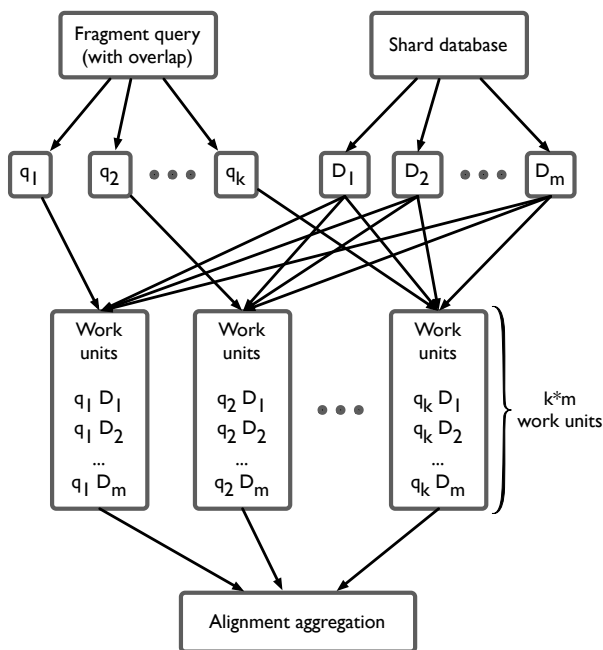 Fragment query
(with overlap)
Shard database
q1
q2
qk
D1
D2
Dm
Work
units
q1 D1
q1 D2
...
q1 Dm
Work
units
q2 D1
q2 D2
...
q2 Dm
Work
units
qk D1
qk D2
...
qk Dm
k*m
work units
Alignment aggregation